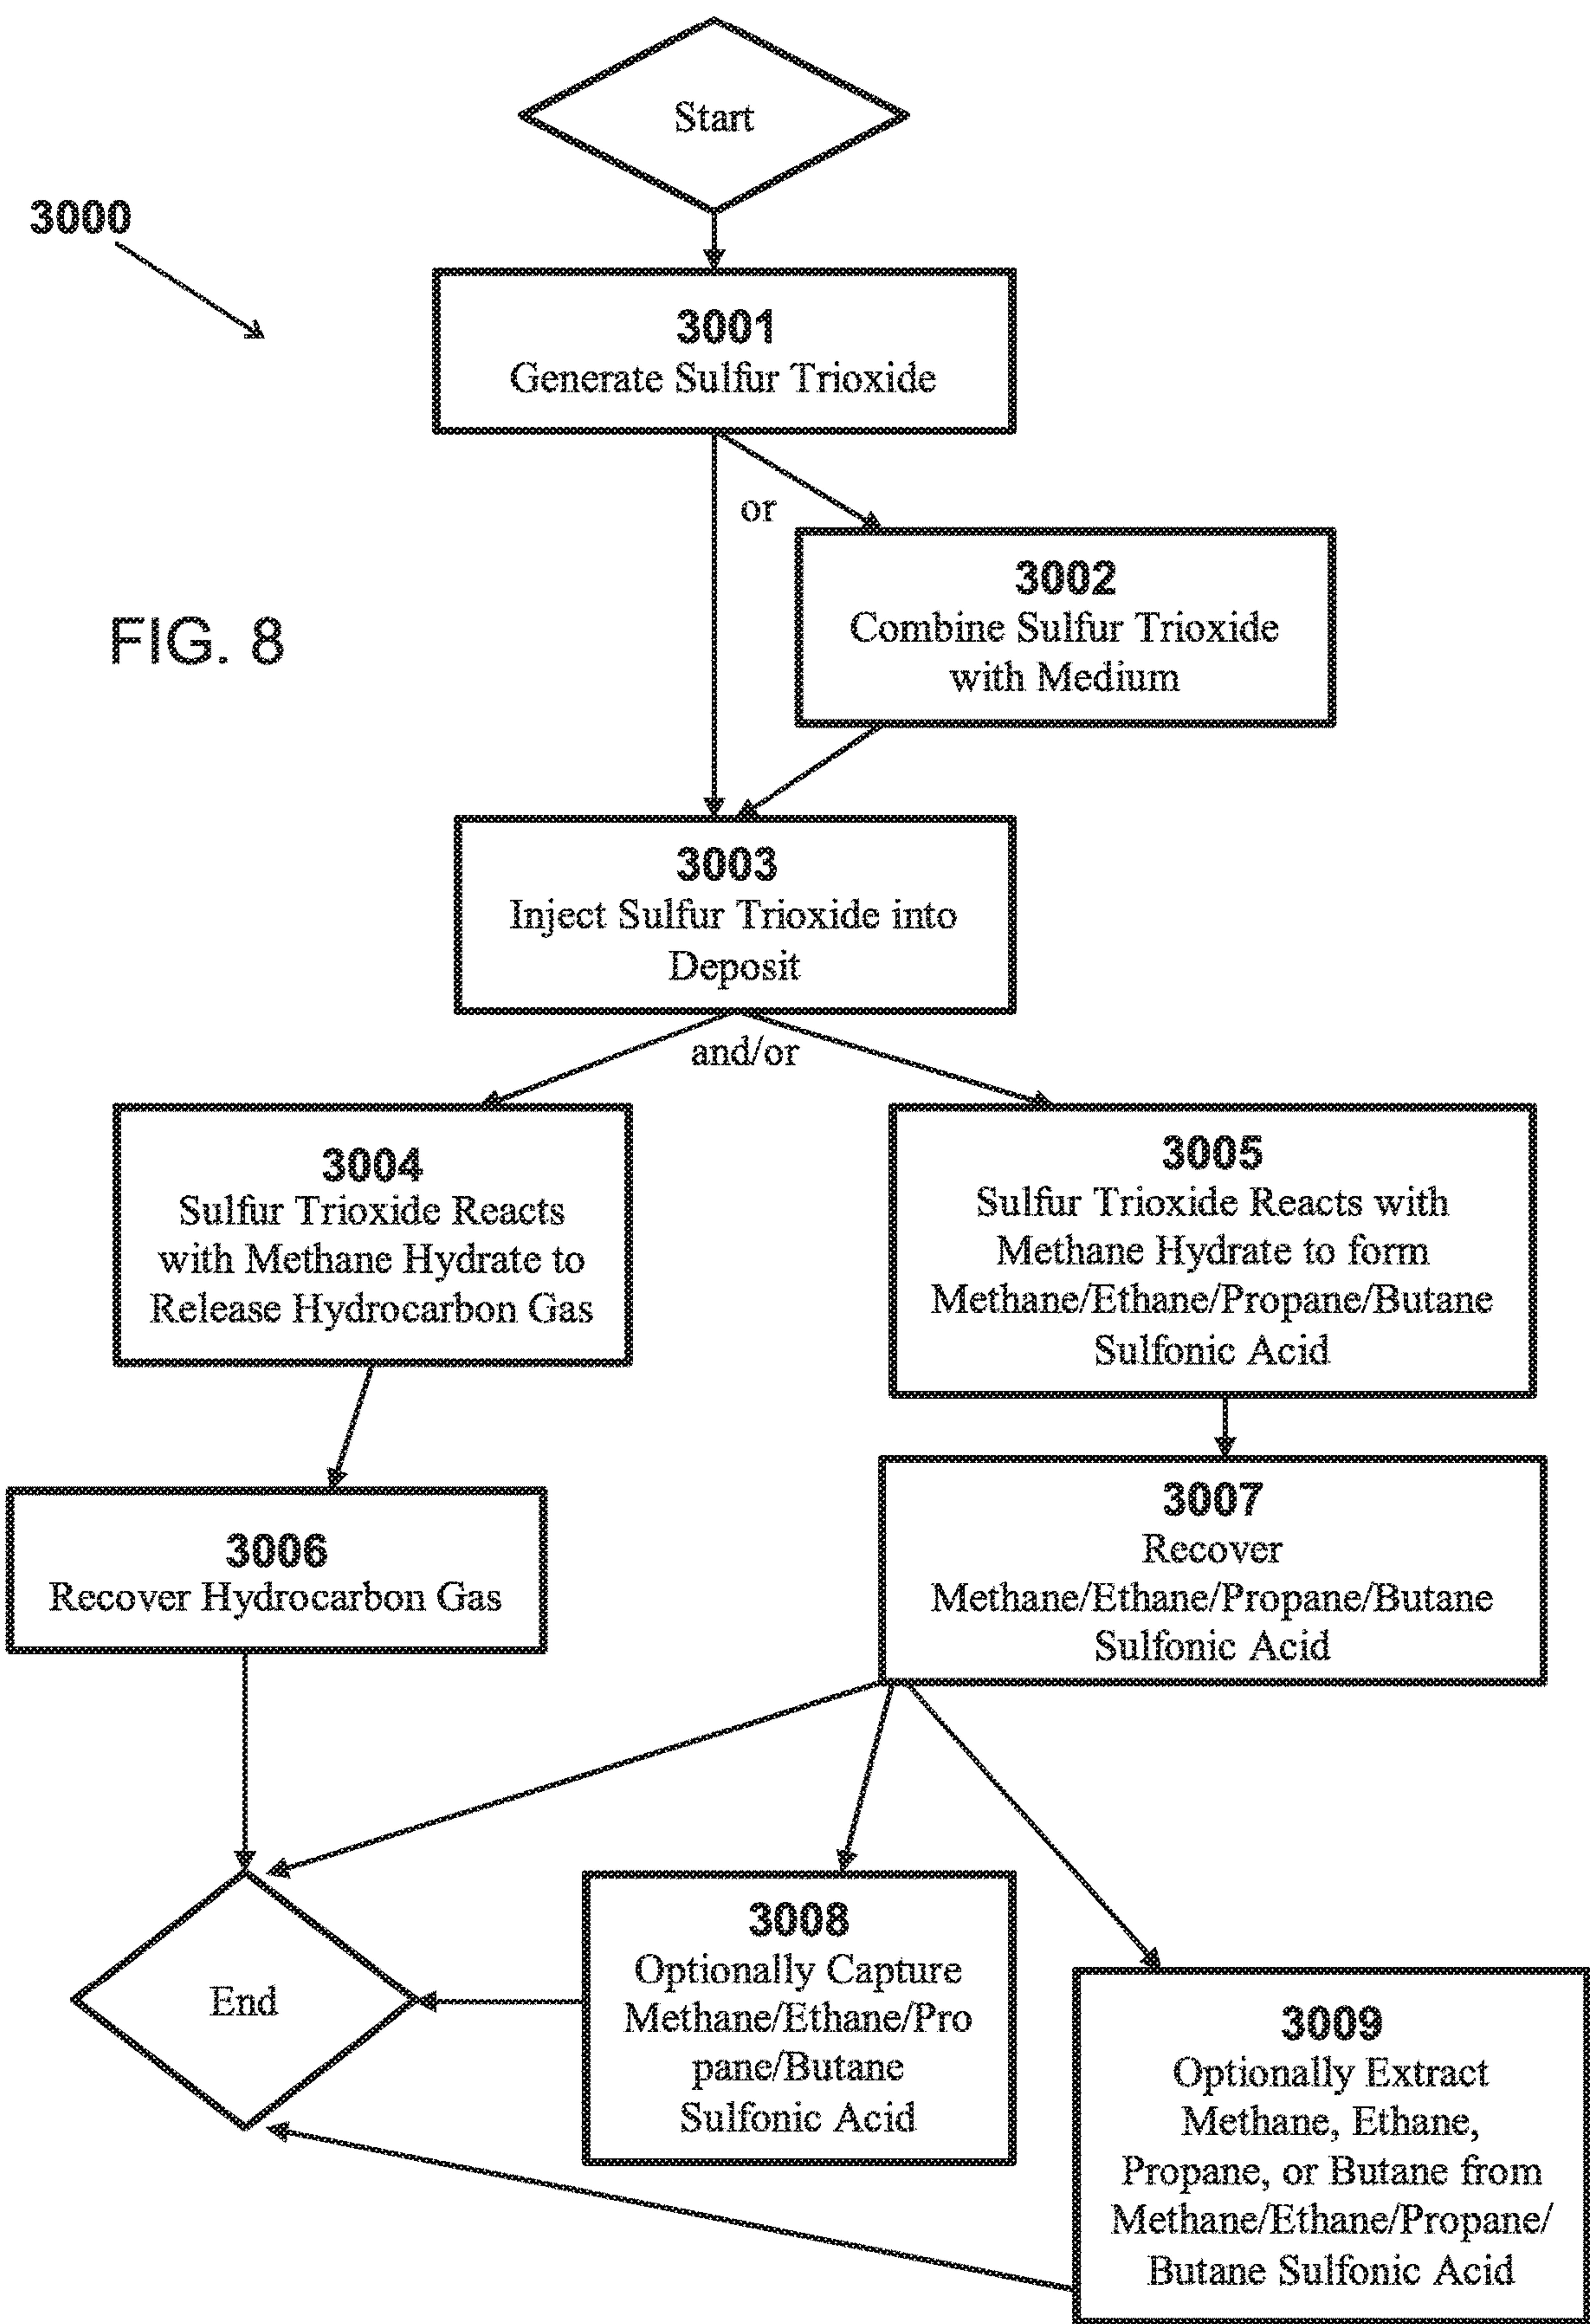 Start
3000
3001
Generate Sulfur Trioxide
or
3002
Combine Sulfur Trioxide
with Medium
FIG. 8
3003
Inject Sulfur Trioxide into
Deposit
and/or
3004
Sulfur Trioxide Reacts
with Methane Hydrate to
Release Hydrocarbon Gas
3005
Sulfur Trioxide Reacts with
Methane Hydrate to form
Methane/Ethane/Propane/Butane
Sulfonic Acid
3006
Recover Hydrocarbon Gas
3007
Recover
Methane/Ethane/Propane/Butane
Sulfonic Acid
End
3008
Optionally Capture
Methane/Ethane/Pro
pane/Butane
Sulfonic Acid
3009
Optionally Extract
Methane, Ethane,
Propane, or Butane from
Methane/Ethane/Propane/
Butane Sulfonic Acid